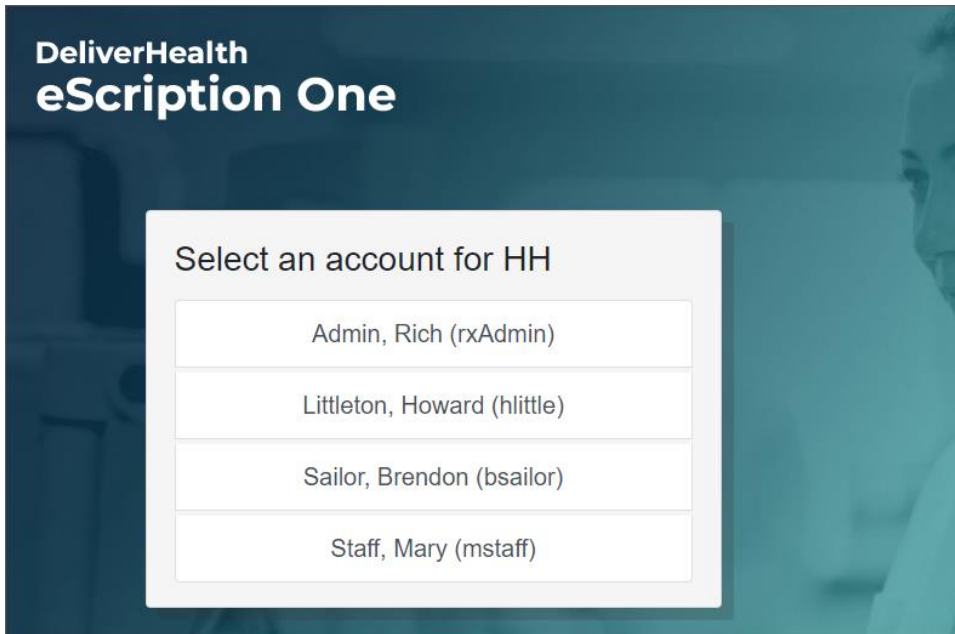 DeliverHealth
eScription One
Select an account for HH
Admin, Rich (rxAdmin)
Littleton, Howard (hlittle)
Sailor, Brendon (bsailor)
Staff, Mary (mstaff)